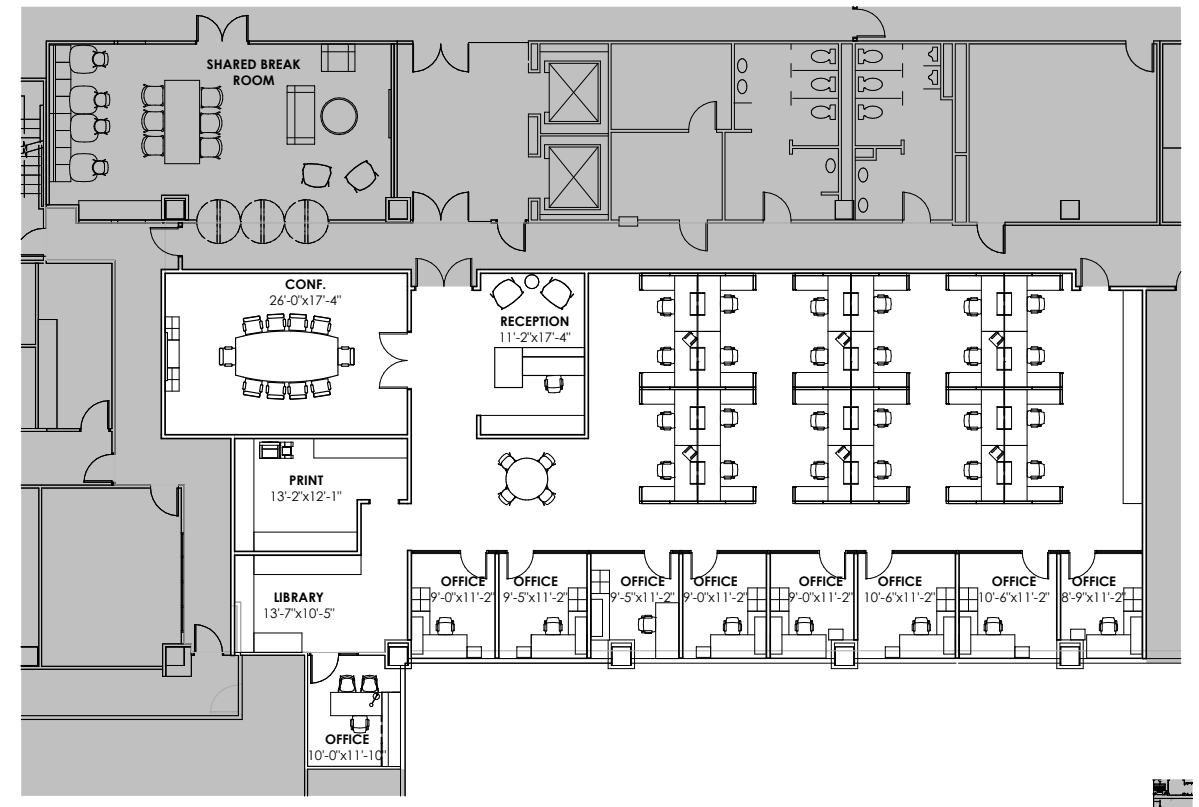 SHARED BREAK
ROOM
CONF.
26'-0"x17'-4"
RECEPTION
11'-2"x17'-4"
PRINT
13'-2"x12'-1"
LIBRARY
13'-7"x10'-5"
OFFICE
9'-0"x11'-2"
OFFICE
9'-5"x11'-2"
OFFICE
9'-5"x11'-2"
OFFICE
9'-0"x11'-2"
OFFICE
9'-0"x11'-2"
OFFICE
10'-6"x11'-2"
OFFICE
10'-6"x11'-2"
OFFICE
8'-9"x11'-2"
OFFICE
10'-0"x11'-10"